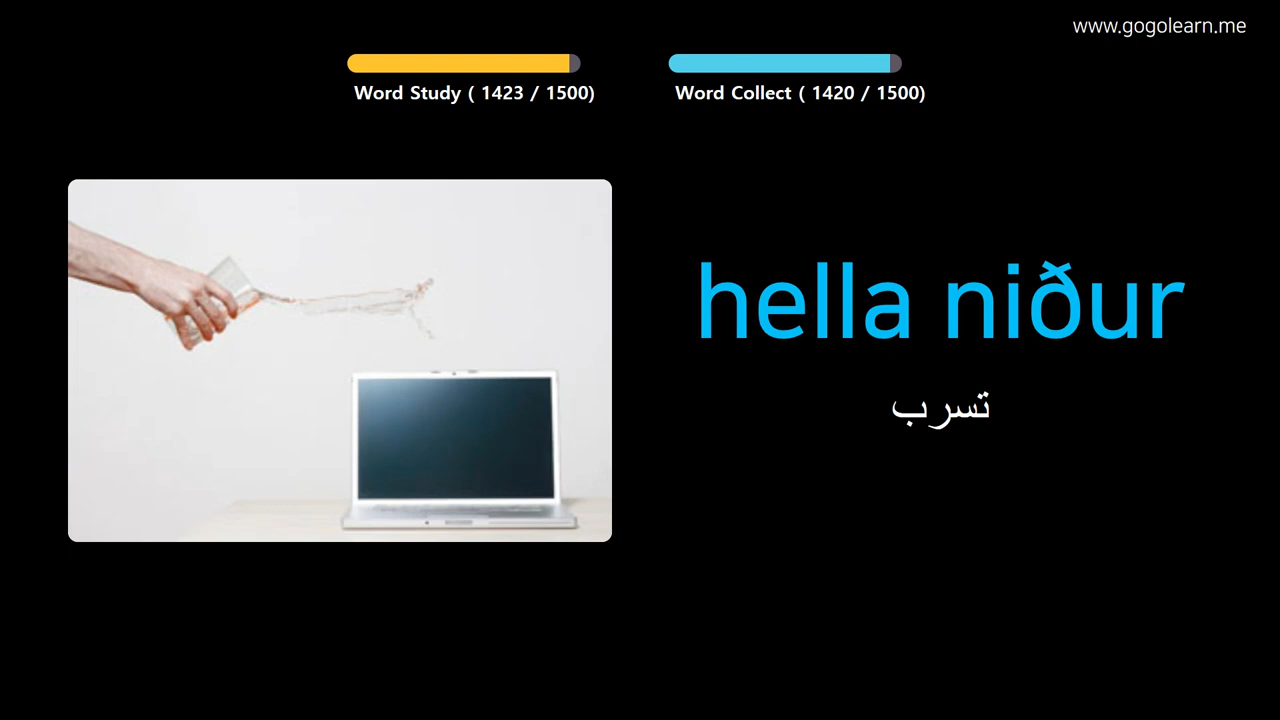 www.gogolearn.me
Word Study ( 1423 / 1500)
Word Collect ( 1420 / 1500)
hella niður
تسرب